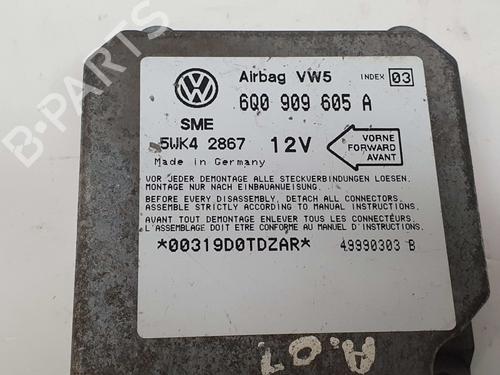 B-PARTS
VW
Airbag VW5
INDEX 03
6Q0 909 605 A
SME
5WK4 2867
12V
VORNE
FORWARD
AVANT
Made in Germany
VOR JEDER DEMONTAGE ALLE STECKVERBINDUNGEN LOESEN.
MONTAGE NUR NACH EINBAUANWEISUNG.
BEFORE EVERY DISASSEMBLY, DETACH ALL CONNECTORS.
ASSEMBLE STRICTLY ACCORDING TO MANUAL INSTRUCTIONS.
AVANT TOUT DEMONTAGE ENLEVER TOUS LES CONNECTEURS.
L'ASSEMBLAGE DOIT ETRE CONFORME AU MANUEL D'INSTRUCTIONS
*00319D0TDZAR*
49990303 B
A.07